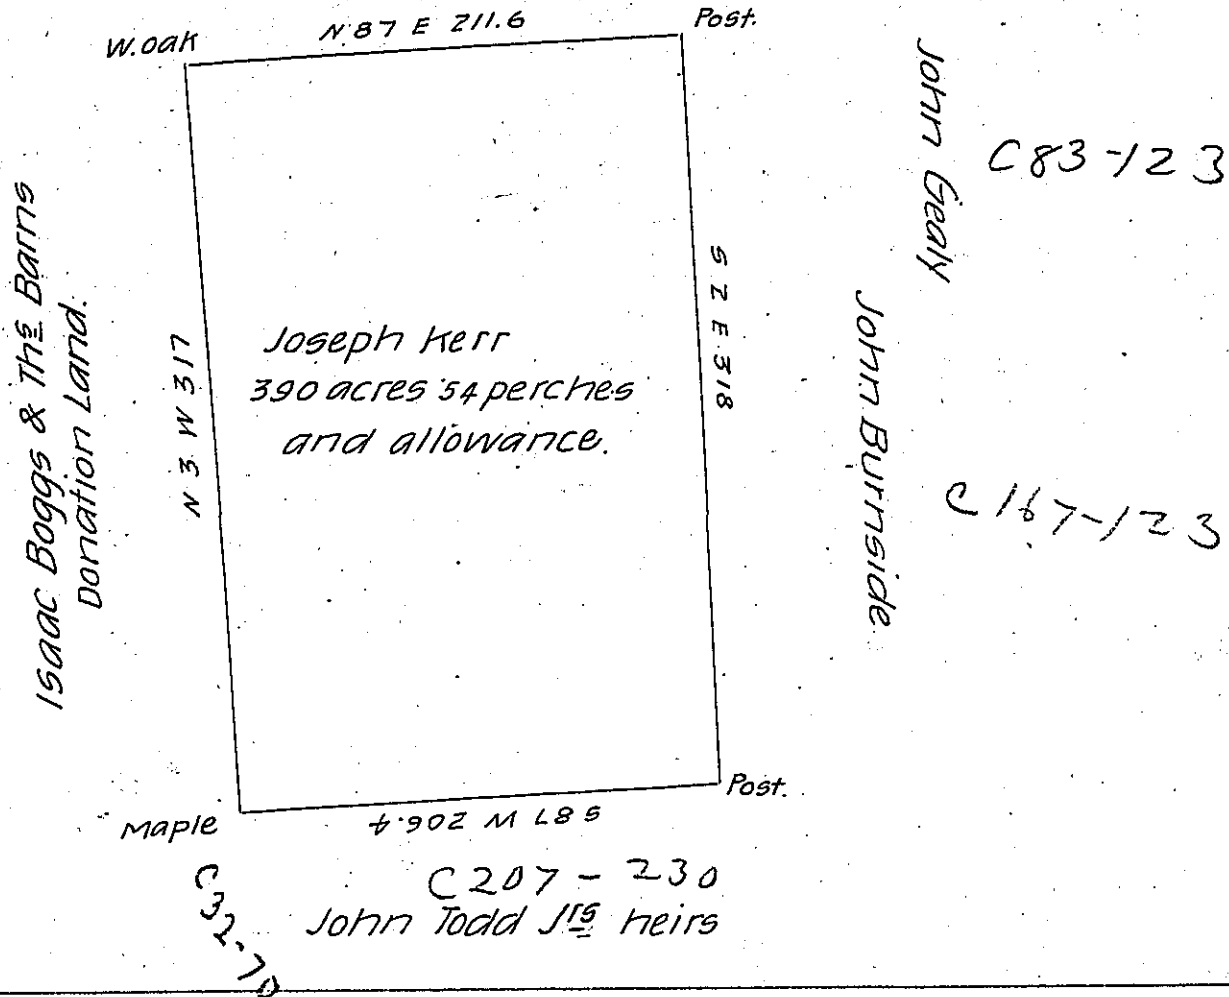 W.oak
N 87 E 211.6
Post.
John Gealy
C83-123
Isaac Boggs & Thˢ Barns
Donation Land.
N 3 W 317
Joseph Kerr
390 acres 54 perches
and allowance.
S 2 E 318
John Burnside
C167-123
Maple
S 87 W 206.4
Post.
C207-230
John Todd Jrˢ heirs
C32-70